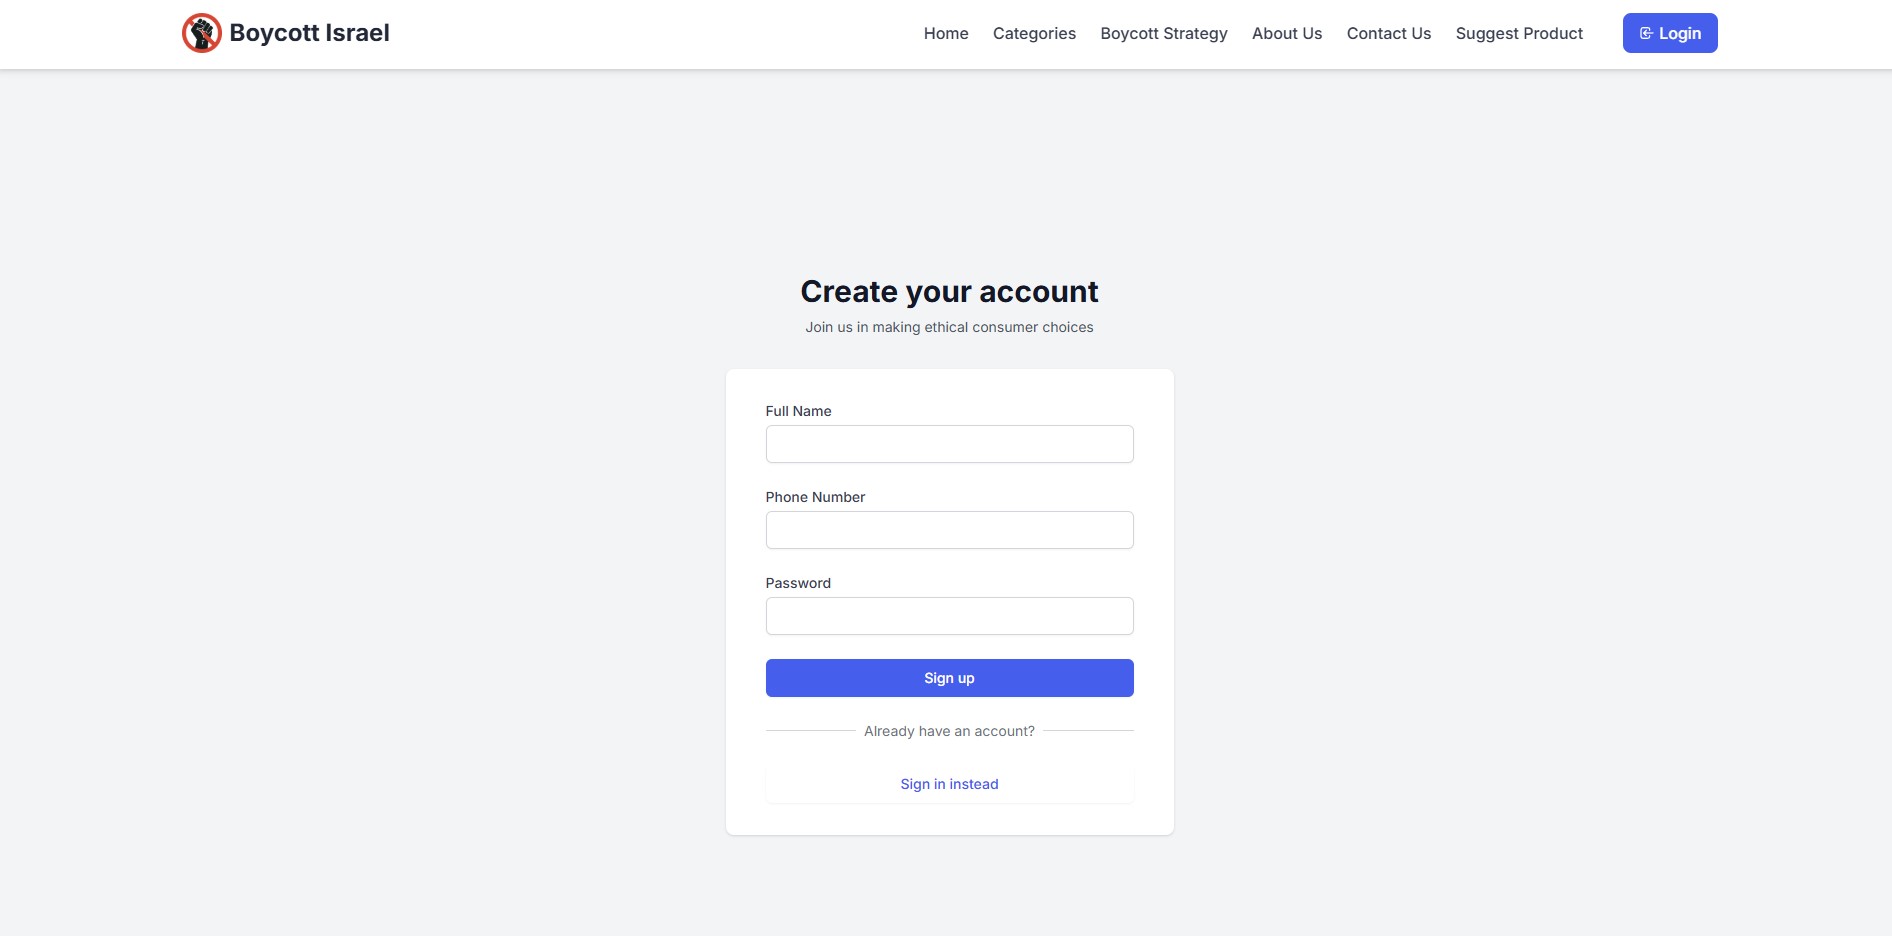 Boycott Israel
Home Categories Boycott Strategy About Us Contact Us Suggest Product Login
Create your account
Join us in making ethical consumer choices
Full Name
Phone Number
Password
Sign up
Already have an account?
Sign in instead